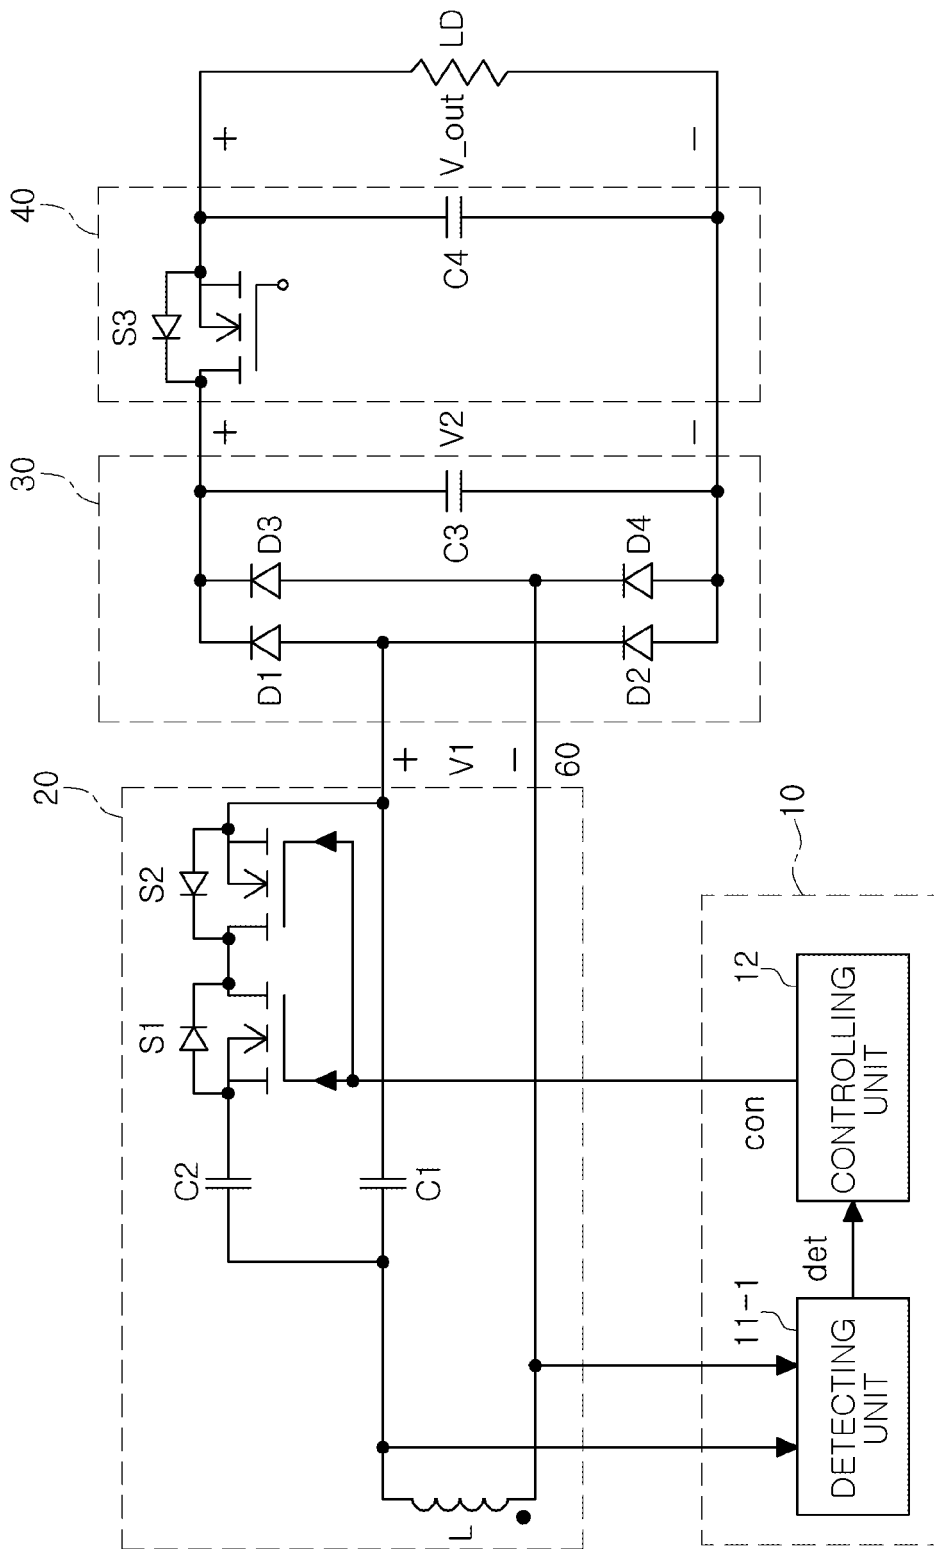 20
30
40
S1
S2
S3
C2
C1
L
D1
D3
D2
D4
C3
C4
+
V1
−
60
+
V2
−
+
V_out
−
LD
con
10
11-1
DETECTING
UNIT
det
12
CONTROLLING
UNIT